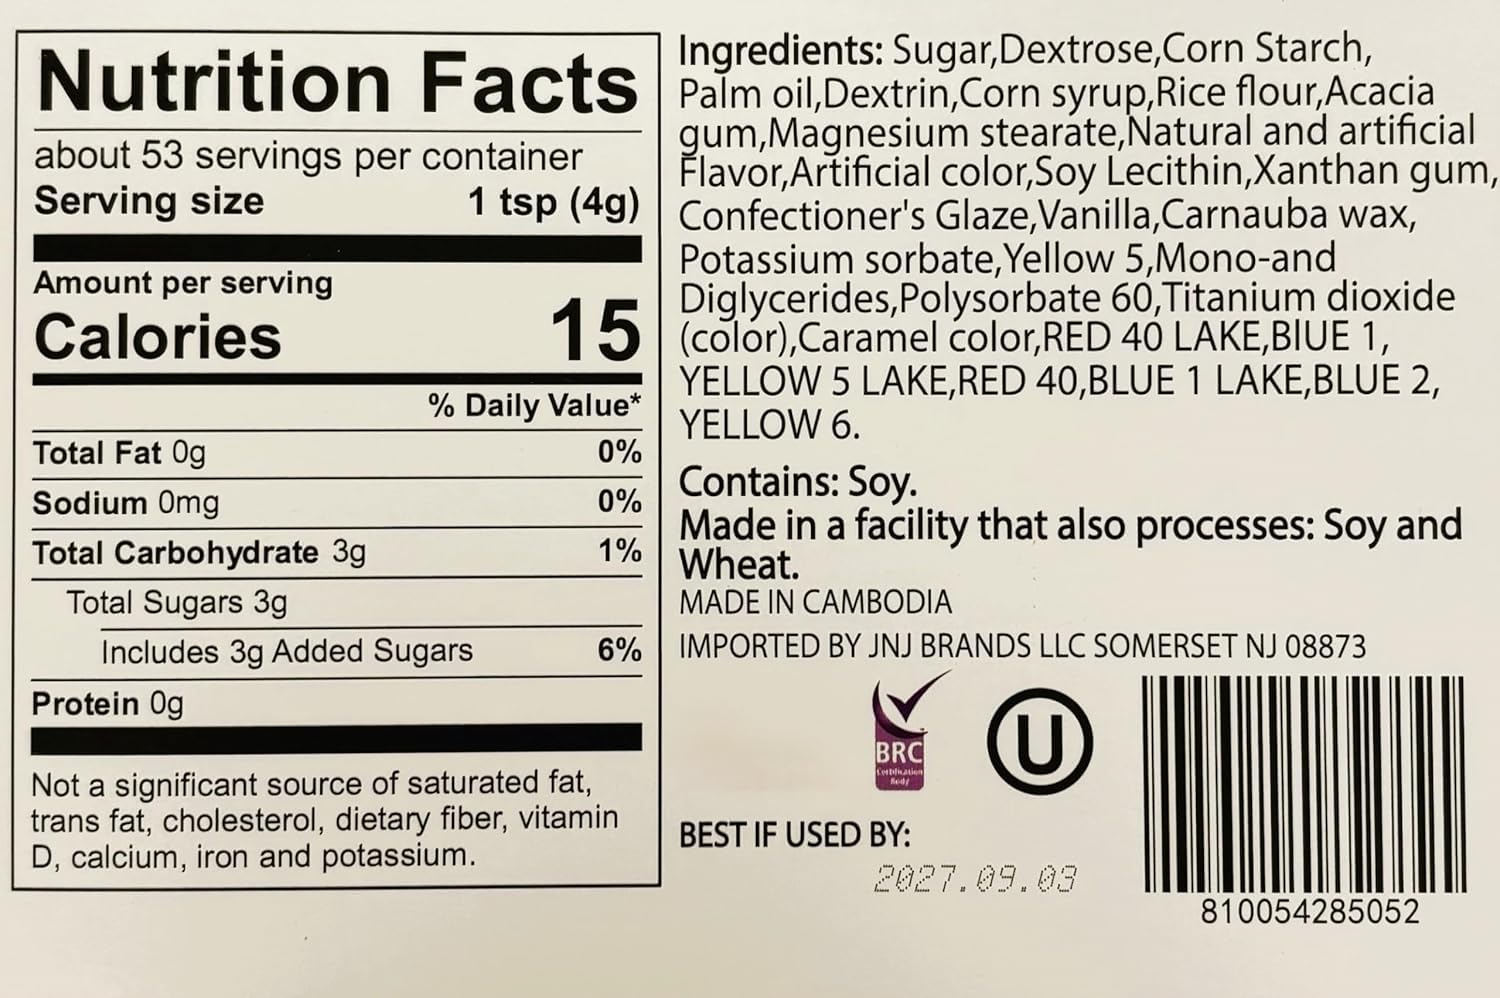 Nutrition Facts
about 53 servings per container
Serving size 1 tsp (4g)
Amount per serving
Calories 15
% Daily Value*
Total Fat 0g 0%
Sodium 0mg 0%
Total Carbohydrate 3g 1%
Total Sugars 3g
Includes 3g Added Sugars 6%
Protein 0g
Not a significant source of saturated fat,
trans fat, cholesterol, dietary fiber, vitamin
D, calcium, iron and potassium.
Ingredients: Sugar,Dextrose,Corn Starch,
Palm oil,Dextrin,Corn syrup,Rice flour,Acacia
gum,Magnesium stearate,Natural and artificial
Flavor,Artificial color,Soy Lecithin,Xanthan gum,
Confectioner's Glaze,Vanilla,Carnauba wax,
Potassium sorbate,Yellow 5,Mono-and
Diglycerides,Polysorbate 60,Titanium dioxide
(color),Caramel color,RED 40 LAKE,BlUE 1,
YELLOW 5 LAKE,RED 40,BLUE 1 LAKE,BLUE 2,
YELLOW 6.
Contains: Soy.
Made in a facility that also processes: Soy and
Wheat.
MADE IN CAMBODIA
IMPORTED BY JNJ BRANDS LLC SOMERSET NJ 08873
BRC
Certification
Body
U
BEST IF USED BY:
2027.09.03
810054285052